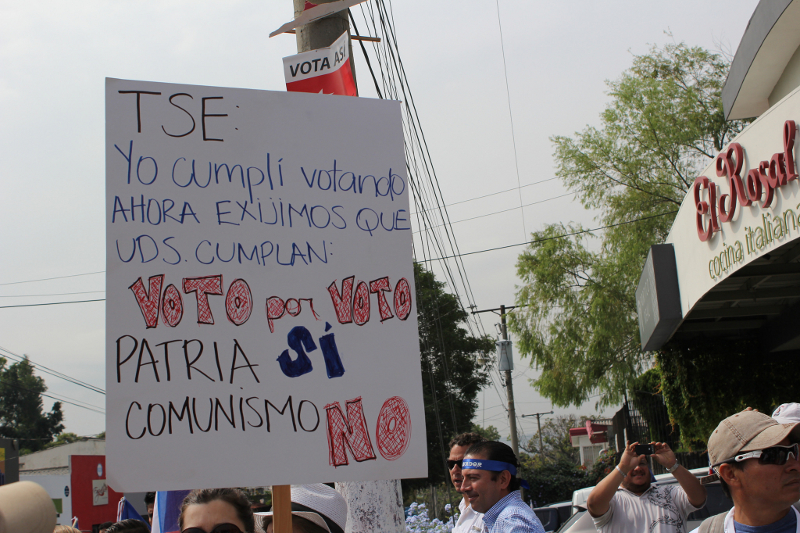 VOTA ASÍ
TSE:
Yo cumplí votando
AHORA EXIJIMOS QUE
UDS. CUMPLAN:
VOTO por VOTO
PATRIA SÍ
COMUNISMO NO
El Rosal
cocina italiana